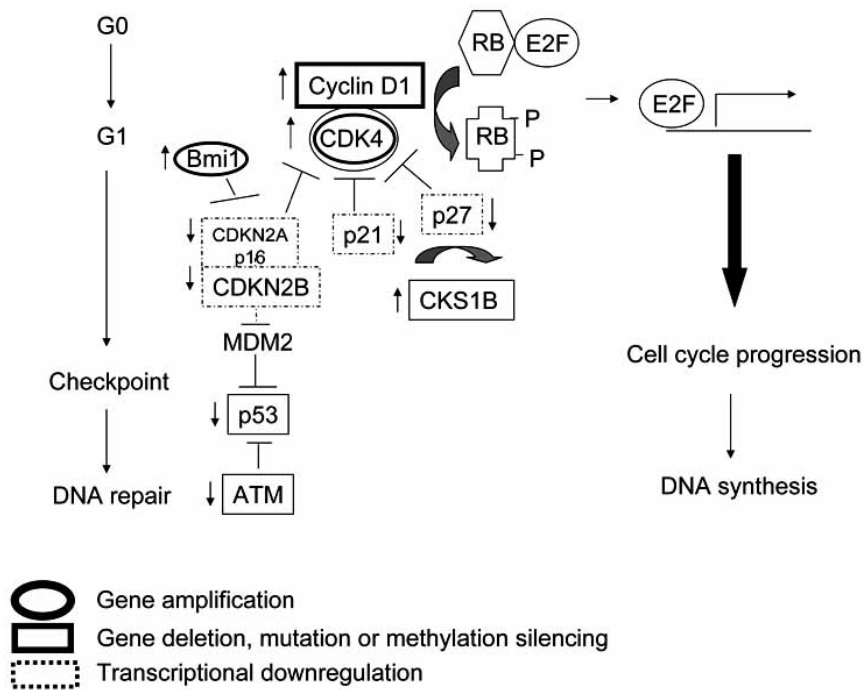 G0
G1
Checkpoint
DNA repair
Bmi1
Cyclin D1
CDK4
RB
E2F
RB
P
P
CDKN2A
p16
CDKN2B
MDM2
p53
ATM
p21
p27
CKS1B
E2F
Cell cycle progression
DNA synthesis
Gene amplification
Gene deletion, mutation or methylation silencing
Transcriptional downregulation